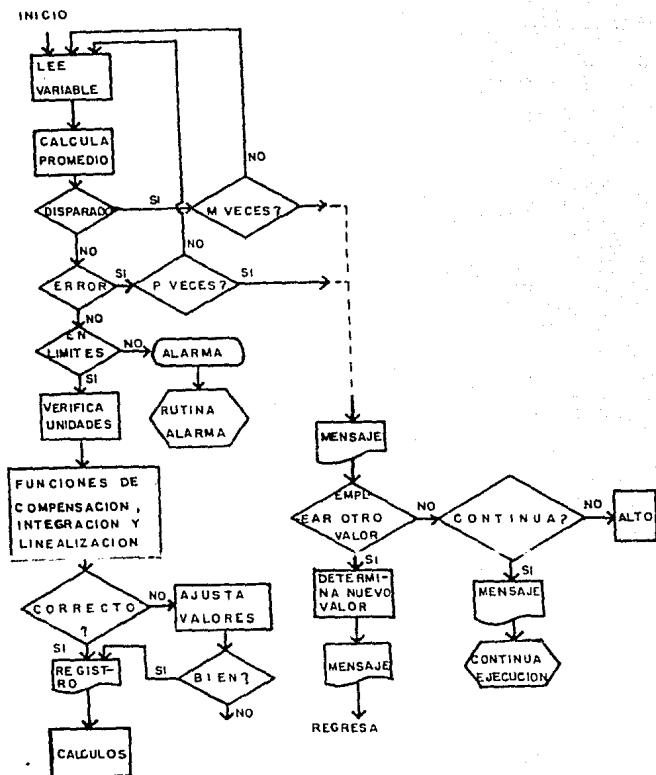 INICIO
LEE
VARIABLE
CALCULA
PROMEDIO
NO
DISPARADO
SI
M VECES?
NO
NO
ERROR
SI
P VECES?
SI
NO
EN
LIMITES
NO
ALARMA
SI
VERIFICA
UNIDADES
RUTINA
ALARMA
MENSAJE
FUNCIONES DE
COMPENSACION,
INTEGRACION Y
LINEALIZACION
EMPL-
EAR OTRO
VALOR
NO
CONTINUA?
NO
ALTO
SI
SI
DETERMI-
NA NUEVO
VALOR
MENSAJE
CORRECTO
?
NO
AJUSTA
VALORES
SI
REGIST-
RO
SI
BIEN?
NO
MENSAJE
CONTINUA
EJECUCION
REGRESA
CALCULOS